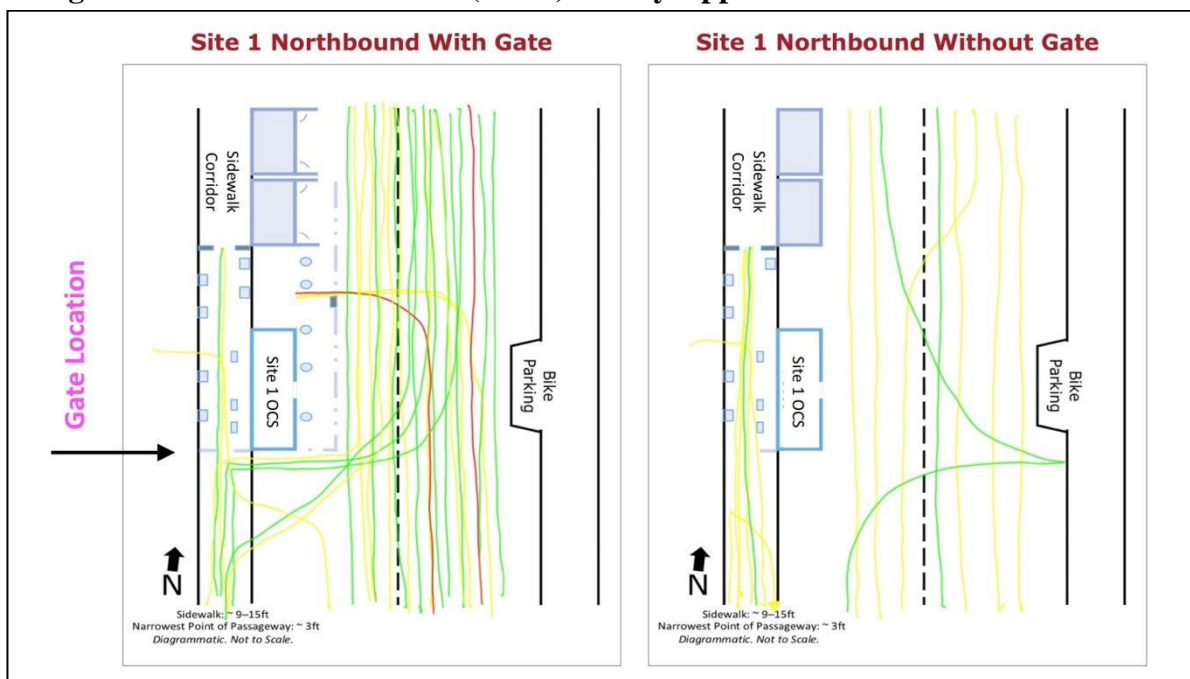 Site 1 Northbound With Gate
Gate Location
Sidewalk
Corridor
Site 1 OCS
Bike
Parking
N
Sidewalk: ~ 9–15ft
Narrowest Point of Passageway: ~ 3ft
Diagrammatic. Not to Scale.
Site 1 Northbound Without Gate
Sidewalk
Corridor
Site 1 OCS
Bike
Parking
N
Sidewalk: ~ 9–15ft
Narrowest Point of Passageway: ~ 3ft
Diagrammatic. Not to Scale.